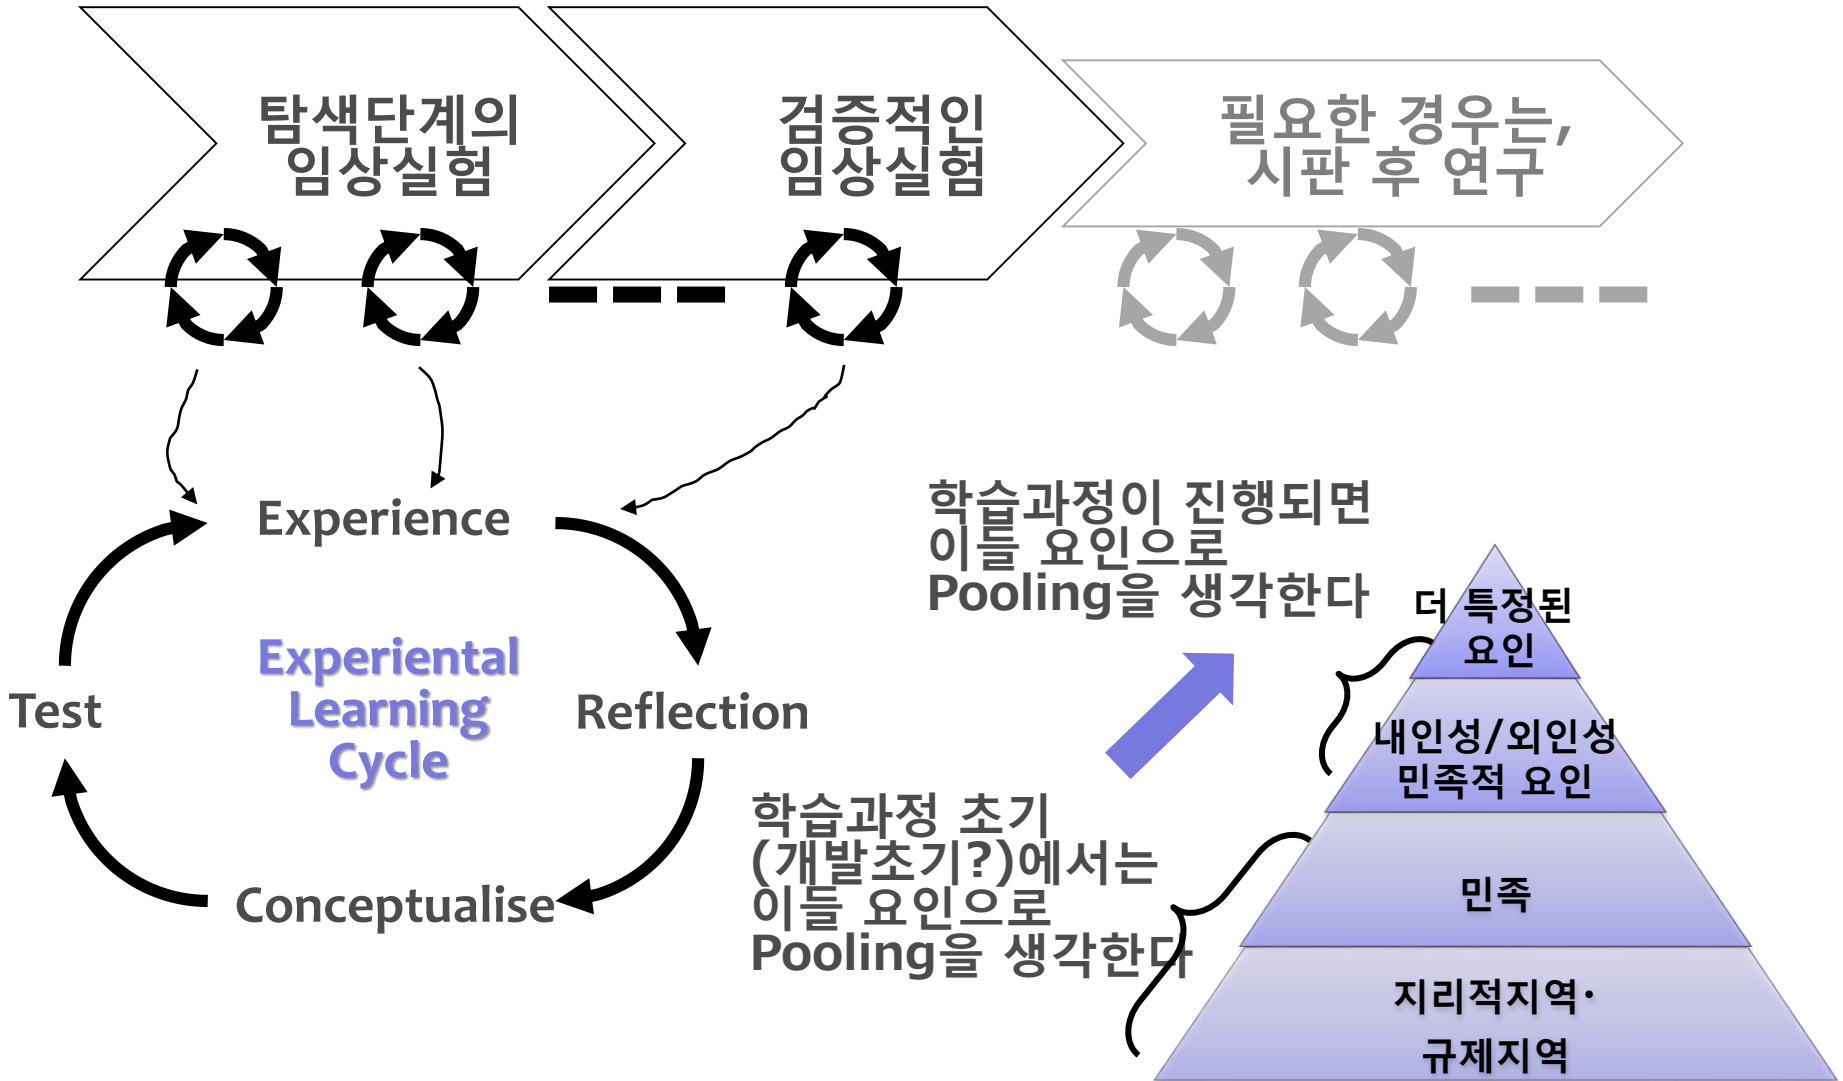 탐색단계의
임상실험
검증적인
임상실험
필요한 경우는,
시판 후 연구
Experience
Reflection
Conceptualise
Test
Experiential
Learning
Cycle
학습과정이 진행되면
이들 요인으로
Pooling을 생각한다
학습과정 초기
(개발초기?)에서는
이들 요인으로
Pooling을 생각한다
더 특정된
요인
내인성/외인성
민족적 요인
민족
지리적지역·
규제지역